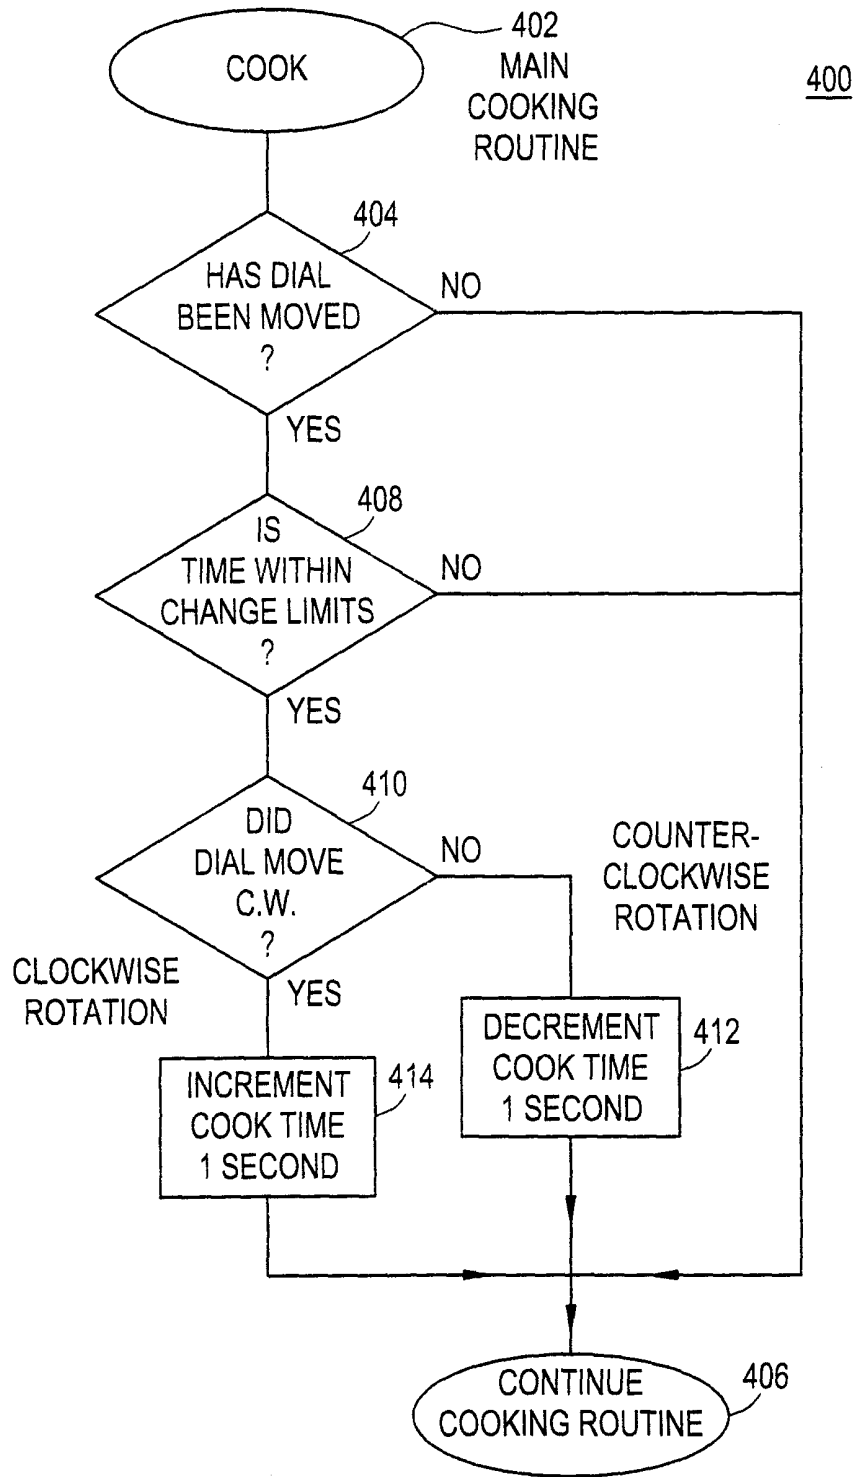 COOK
402
MAIN
COOKING
ROUTINE
400
404
HAS DIAL
BEEN MOVED
?
NO
YES
408
IS
TIME WITHIN
CHANGE LIMITS
?
NO
YES
410
DID
DIAL MOVE
C.W.
?
NO
COUNTER-
CLOCKWISE
ROTATION
CLOCKWISE
ROTATION
YES
DECREMENT
COOK TIME
1 SECOND
412
INCREMENT
COOK TIME
1 SECOND
414
CONTINUE
COOKING ROUTINE
406